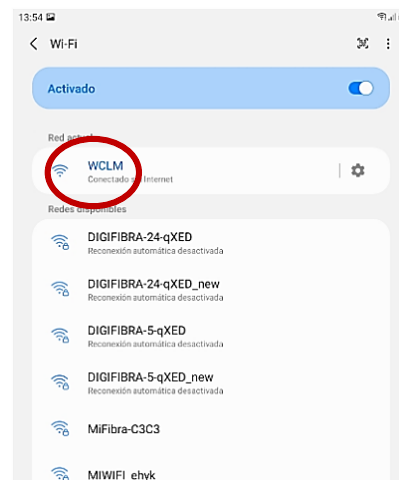 13:54
Wi-Fi
Activado
Red actual
WCLM
Conectado sin Internet
Redes disponibles
DIGIFIBRA-24-qXED
Reconexión automática desactivada
DIGIFIBRA-24-qXED_new
Reconexión automática desactivada
DIGIFIBRA-5-qXED
Reconexión automática desactivada
DIGIFIBRA-5-qXED_new
Reconexión automática desactivada
MiFibra-C3C3
MIWIFI_ehyk